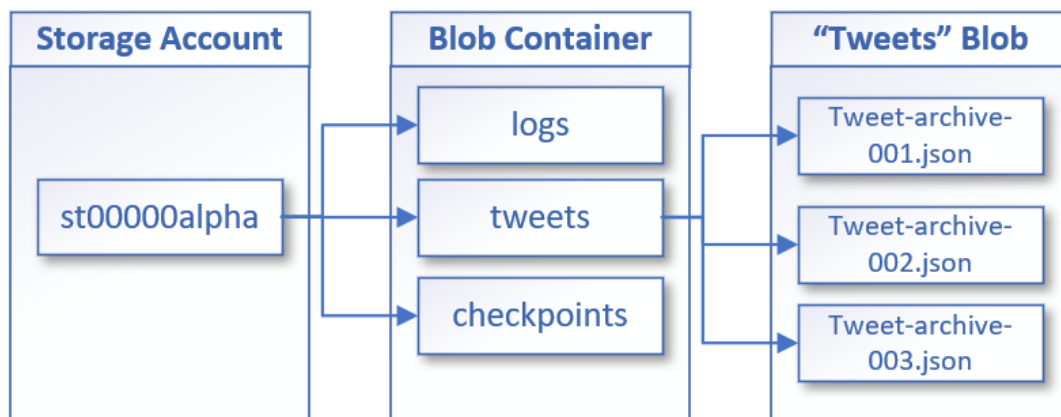 Storage Account
Blob Container
“Tweets” Blob
st00000alpha
logs
tweets
checkpoints
Tweet-archive-
001.json
Tweet-archive-
002.json
Tweet-archive-
003.json